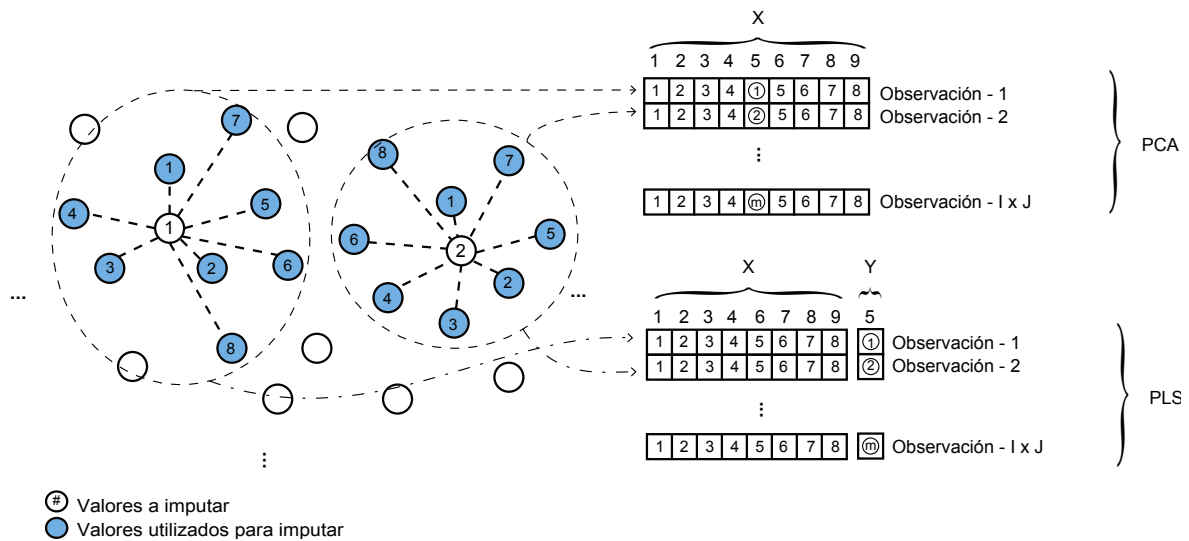 X
1 2 3 4 5 6 7 8 9
1 2 3 4 1 5 6 7 8 Observación - 1
1 2 3 4 2 5 6 7 8 Observación - 2
...
1 2 3 4 m 5 6 7 8 Observación - I x J
PCA
7
1
4
5
1
3
2
6
8
...
8
7
1
6
5
2
4
2
3
...
...
X Y
1 2 3 4 6 7 8 9 5
1 2 3 4 5 6 7 8 1 Observación - 1
1 2 3 4 5 6 7 8 2 Observación - 2
...
1 2 3 4 5 6 7 8 m Observación - I x J
PLS
# Valores a imputar
Valores utilizados para imputar